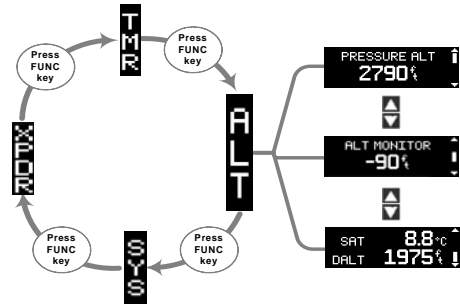 TMR
Press
FUNC
key
Press
FUNC
key
XPDR
ALT
Press
FUNC
key
SYS
Press
FUNC
key
PRESSURE ALT
2790ft
ALT MONITOR
-90ft
SAT 8.8°C
DALT 1975ft